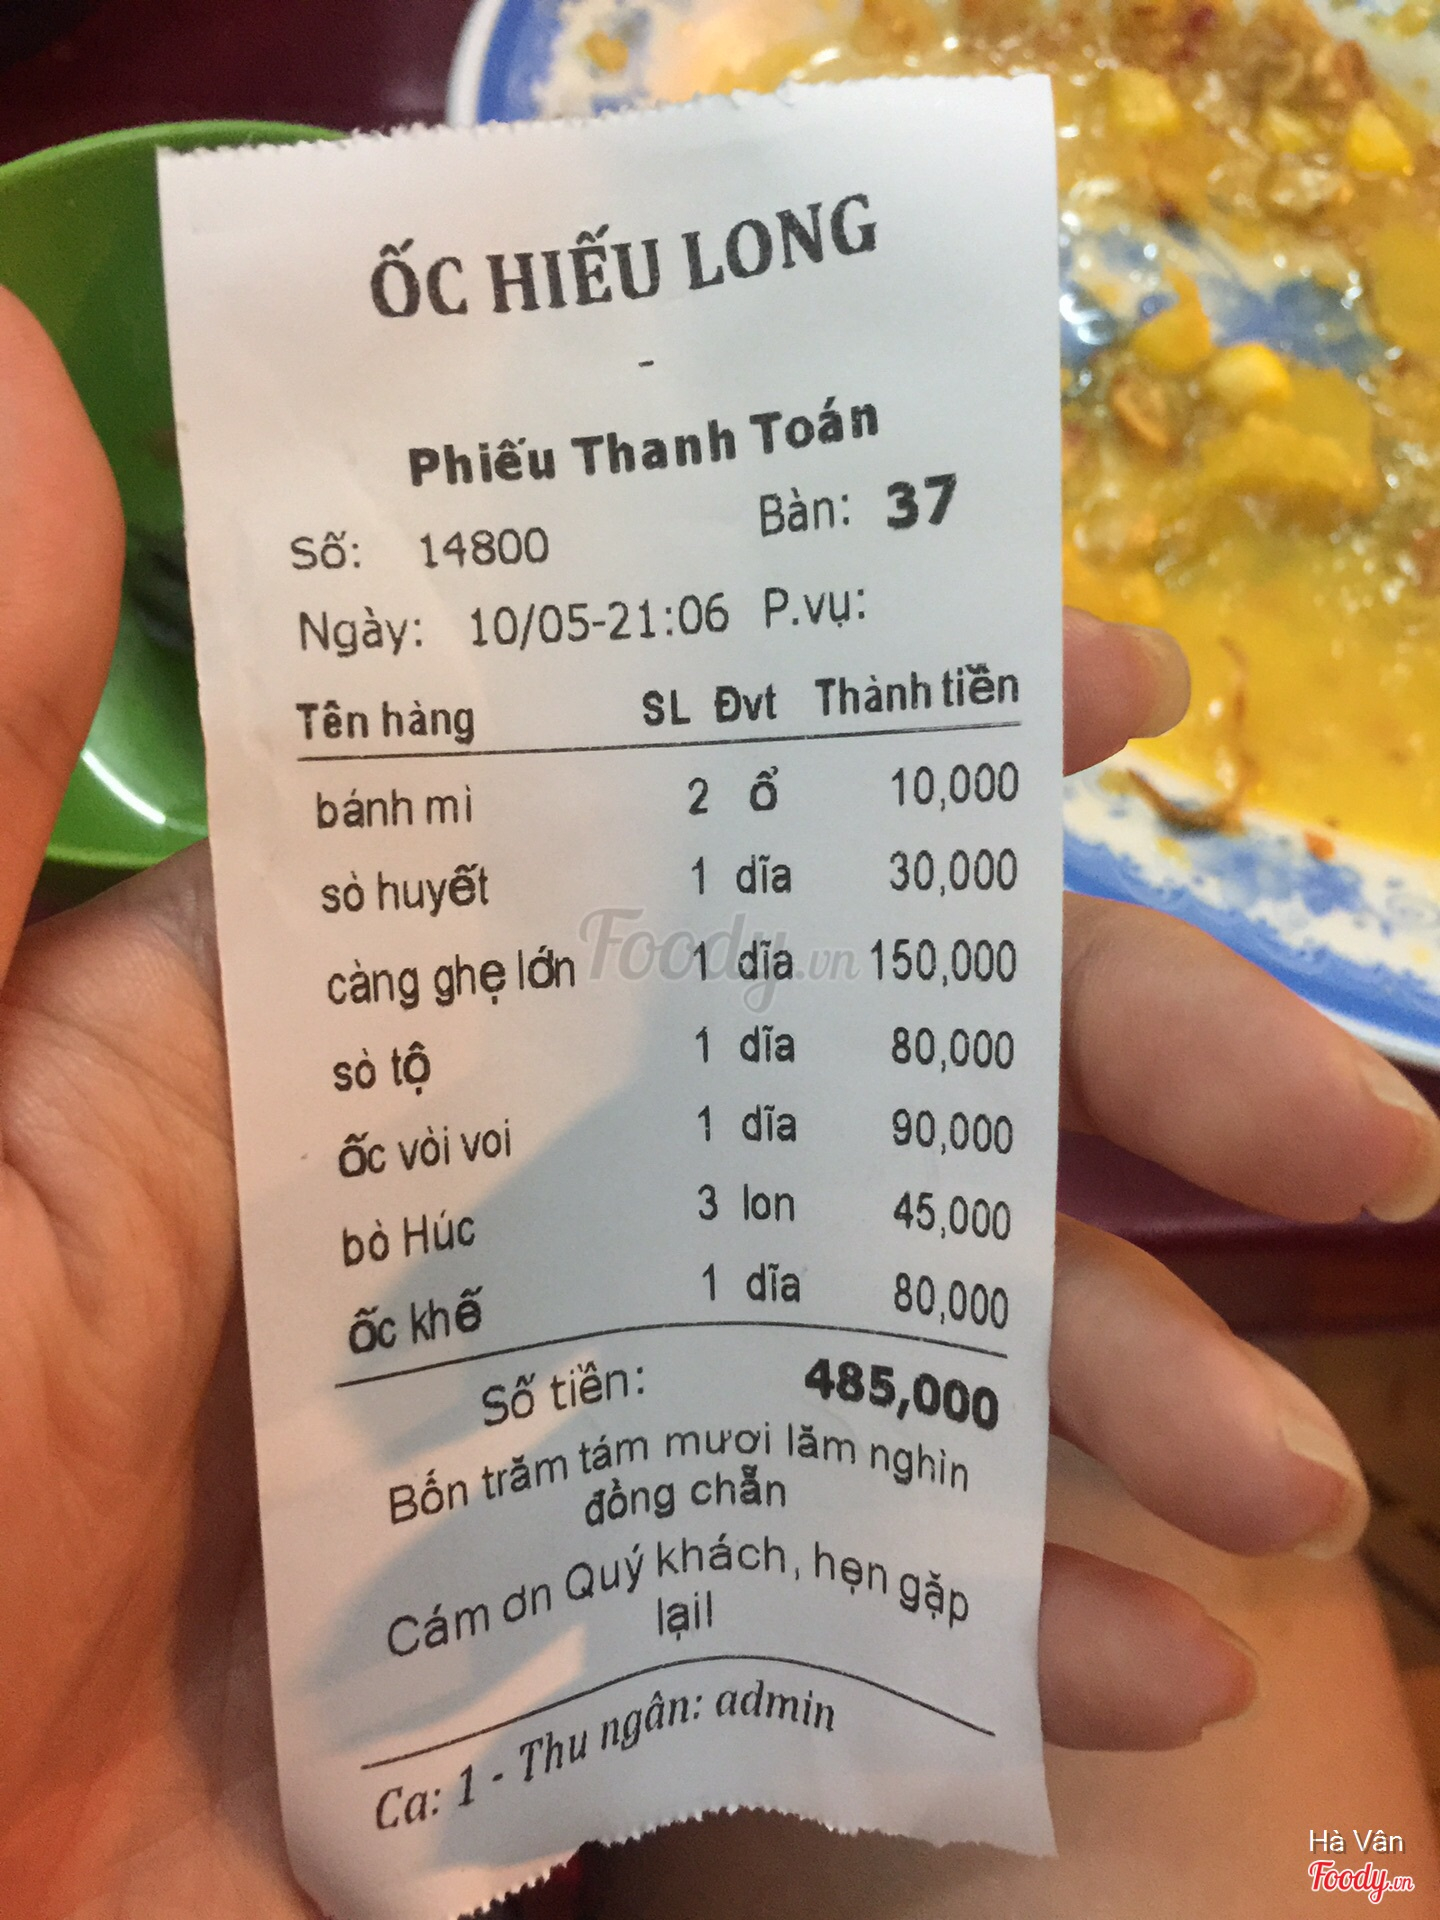 ỐC HIẾU LONG
-
Phiếu Thanh Toán
Bàn: 37
Số: 14800
Ngày: 10/05-21:06 P.vụ:
Tên hàng SL Đvt Thành tiền
bánh mì 2 ổ 10,000
sò huyết 1 dĩa 30,000
càng ghẹ lớn 1 dĩa 150,000
sò tộ 1 dĩa 80,000
ốc vòi voi 1 dĩa 90,000
bò Húc 3 lon 45,000
ốc khế 1 dĩa 80,000
Số tiền: 485,000
Bốn trăm tám mươi lăm nghìn
đồng chẵn
Cám ơn Quý khách, hẹn gặp
lại!
Ca: 1 - Thu ngân: admin
Foody.vn
Hà Vân
Foody.vn